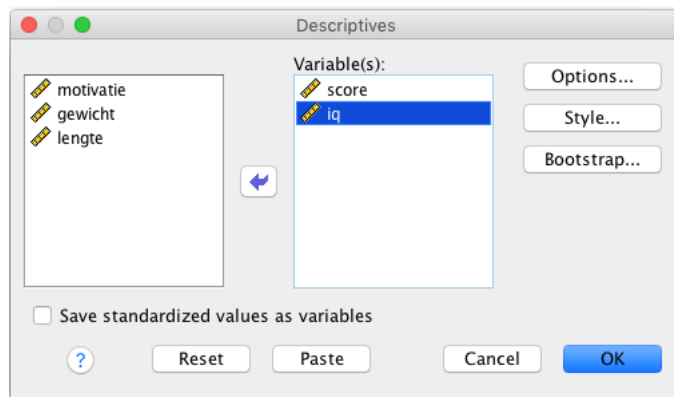 Descriptives
Variable(s):
motivatie
gewicht
lengte
score
iq
Options...
Style...
Bootstrap...
Save standardized values as variables
? Reset Paste Cancel OK